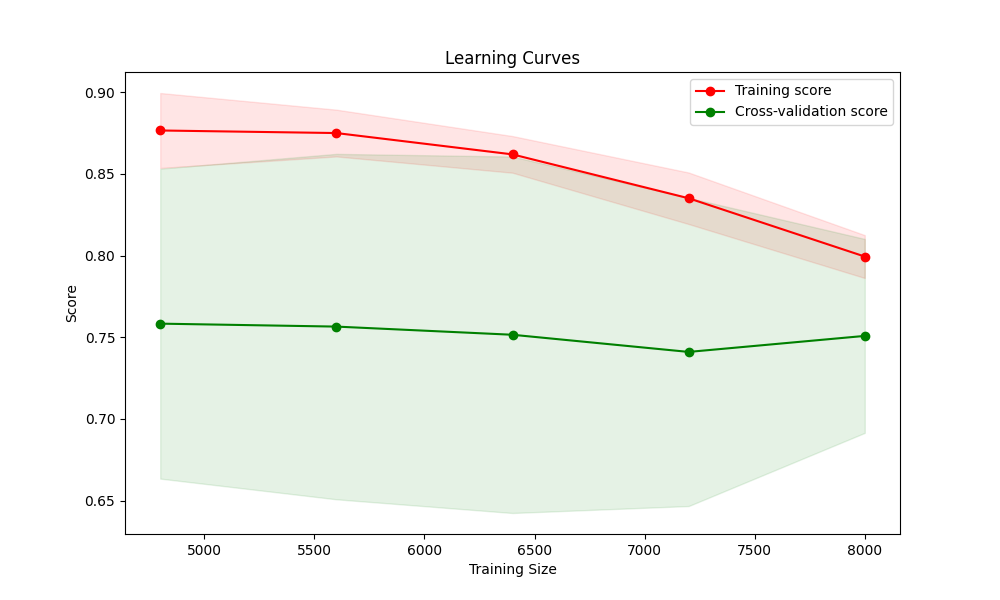 Learning Curves
Training score
Cross-validation score
0.90
0.85
0.80
0.75
0.70
0.65
Score
5000 5500 6000 6500 7000 7500 8000
Training Size